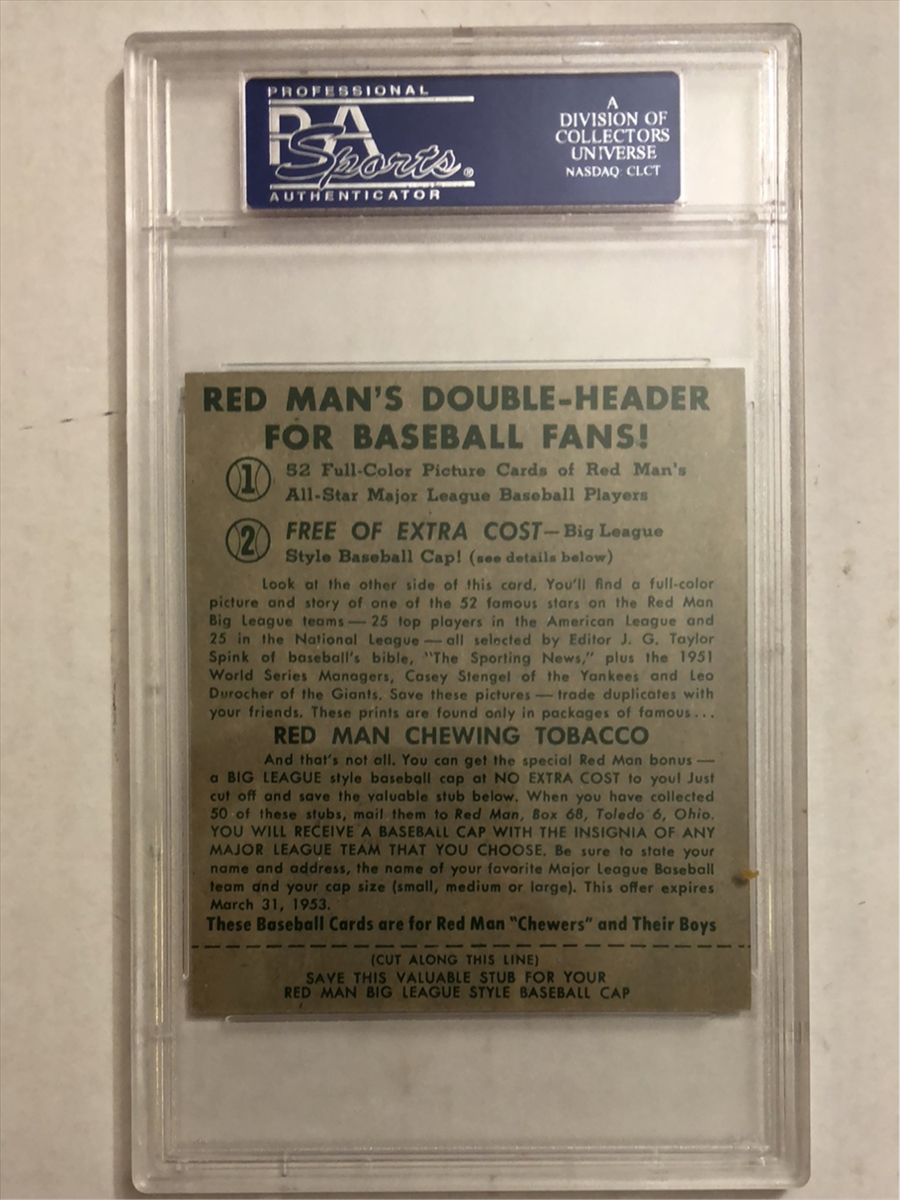 PROFESSIONAL
PSA
Sports®
AUTHENTICATOR
A
DIVISION OF
COLLECTORS
UNIVERSE
NASDAQ: CLCT
RED MAN'S DOUBLE-HEADER
FOR BASEBALL FANS!
1 52 Full-Color Picture Cards of Red Man's
All-Star Major League Baseball Players
2 FREE OF EXTRA COST—Big League
Style Baseball Cap! (see details below)
Look at the other side of this card. You'll find a full-color
picture and story of one of the 52 famous stars on the Red Man
Big League teams — 25 top players in the American League and
25 in the National League — all selected by Editor J. G. Taylor
Spink of baseball's bible, "The Sporting News," plus the 1951
World Series Managers, Casey Stengel of the Yankees and Leo
Durocher of the Giants. Save these pictures — trade duplicates with
your friends. These prints are found only in packages of famous...
RED MAN CHEWING TOBACCO
And that's not all. You can get the special Red Man bonus —
a BIG LEAGUE style baseball cap at NO EXTRA COST to you! Just
cut off and save the valuable stub below. When you have collected
50 of these stubs, mail them to Red Man, Box 68, Toledo 6, Ohio.
YOU WILL RECEIVE A BASEBALL CAP WITH THE INSIGNIA OF ANY
MAJOR LEAGUE TEAM THAT YOU CHOOSE. Be sure to state your
name and address, the name of your favorite Major League Baseball
team and your cap size (small, medium or large). This offer expires
March 31, 1953.
These Baseball Cards are for Red Man "Chewers" and Their Boys
(CUT ALONG THIS LINE)
SAVE THIS VALUABLE STUB FOR YOUR
RED MAN BIG LEAGUE STYLE BASEBALL CAP